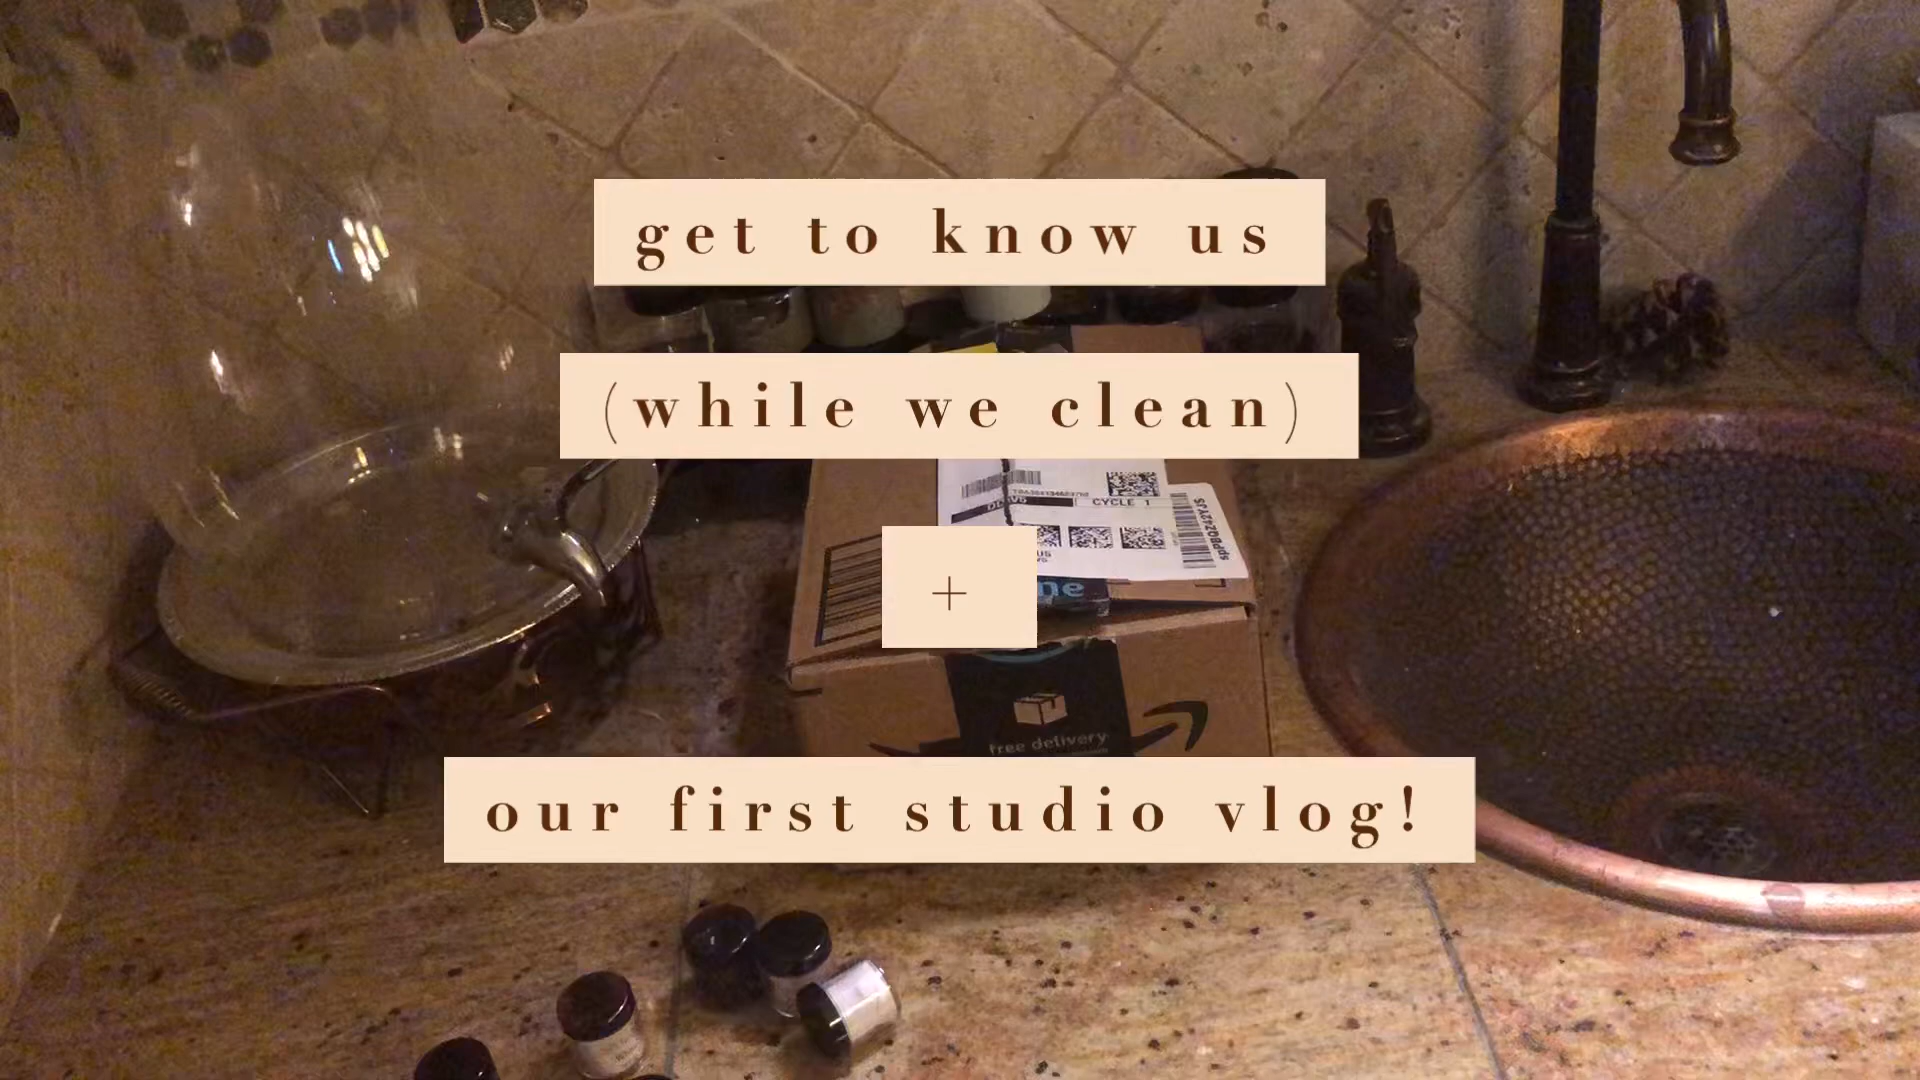 get to know us
(while we clean)
CYCLE 1
+
our first studio vlog!
free delivery